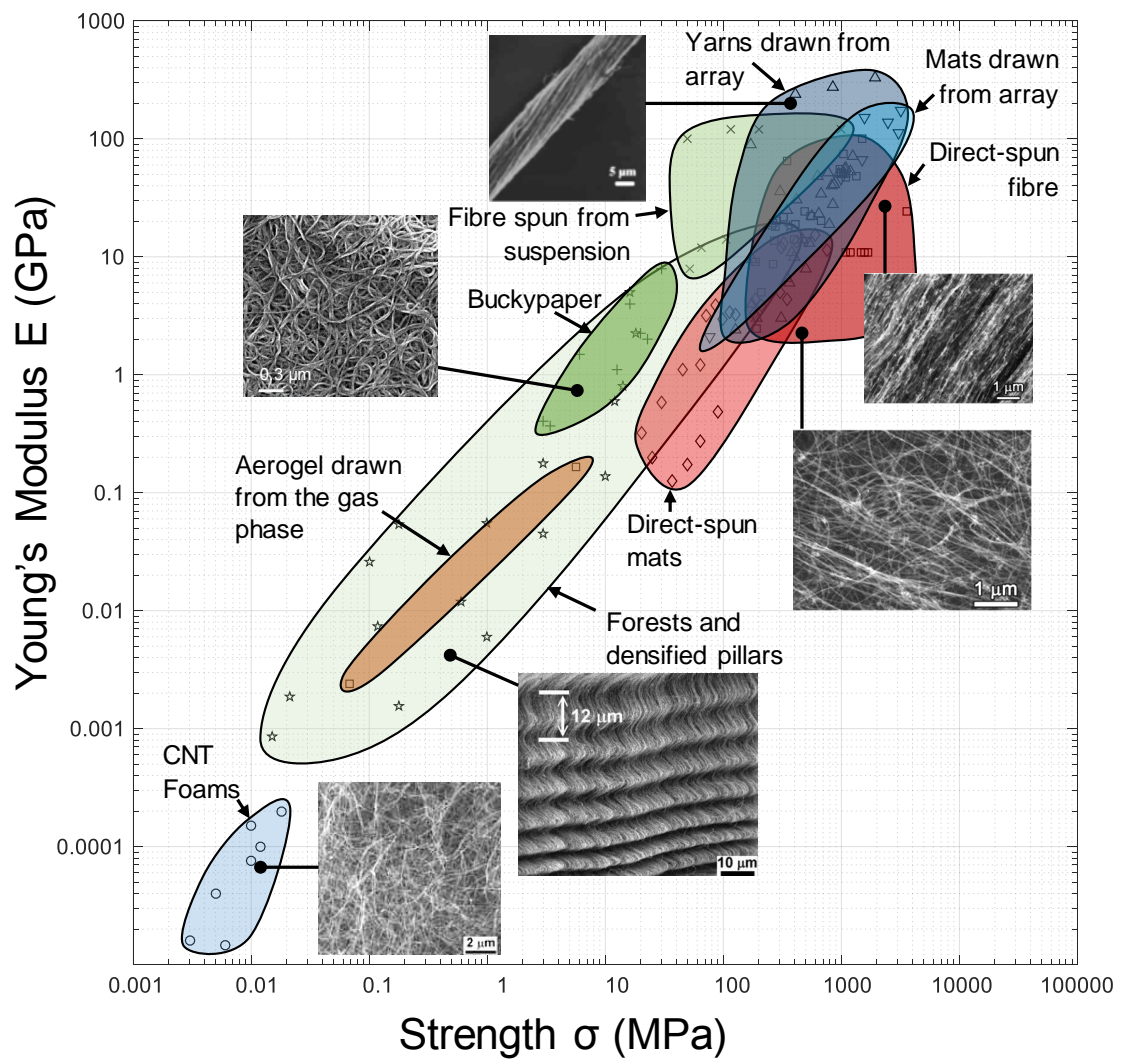 1000
100
10
1
0.1
0.01
0.001
0.0001
Young's Modulus E (GPa)
Yarns drawn from
array
Mats drawn
from array
Direct-spun
fibre
5 μm
Fibre spun from
suspension
Buckypaper
0.3 μm
1 μm
Aerogel drawn
from the gas
phase
Direct-spun
mats
1 μm
Forests and
densified pillars
12 μm
10 μm
CNT
Foams
2 μm
0.001
0.01
0.1
1
10
100
1000
10000
100000
Strength σ (MPa)